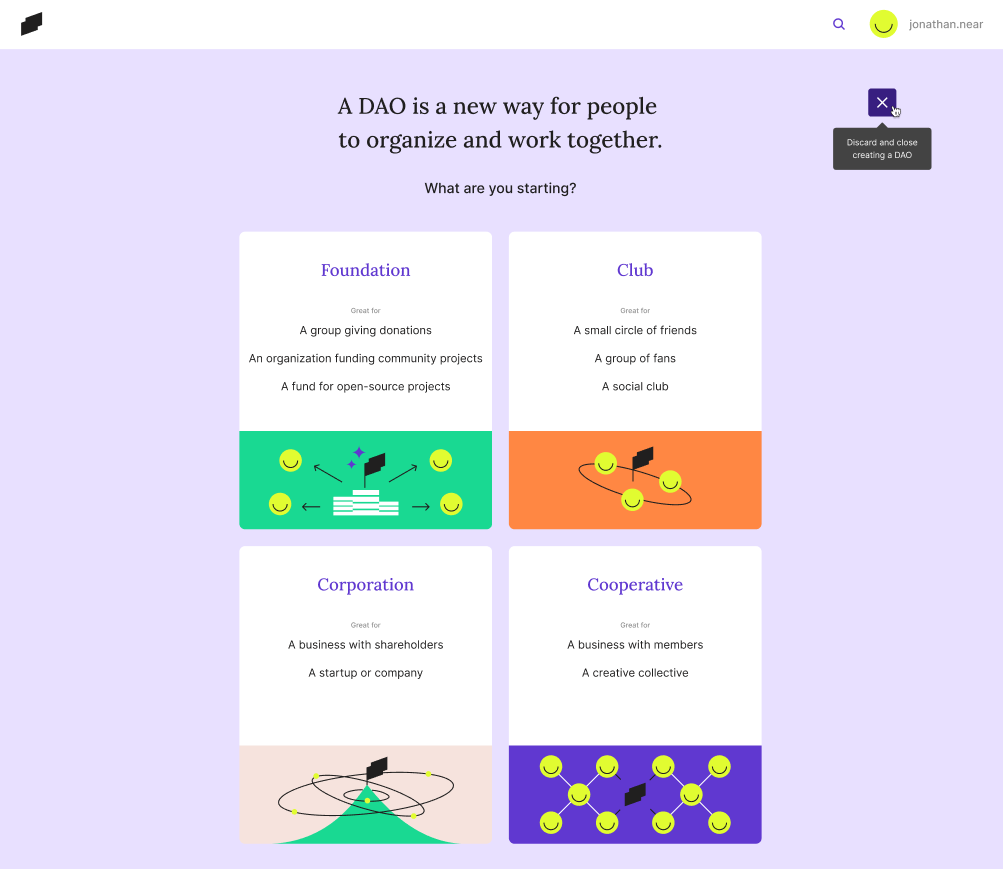 jonathan.near
A DAO is a new way for people
to organize and work together.
Discard and close
creating a DAO
What are you starting?
Foundation
Great for
A group giving donations
An organization funding community projects
A fund for open-source projects
Club
Great for
A small circle of friends
A group of fans
A social club
Corporation
Great for
A business with shareholders
A startup or company
Cooperative
Great for
A business with members
A creative collective